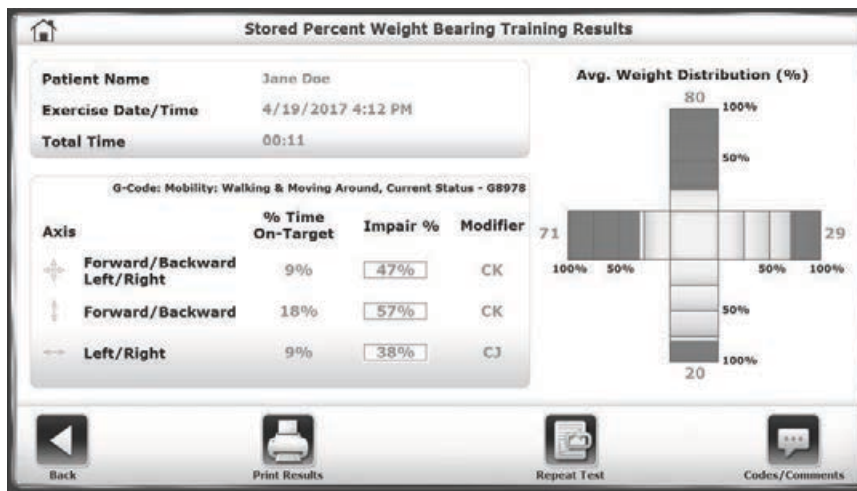 Stored Percent Weight Bearing Training Results
Patient Name Jane Doe
Exercise Date/Time 4/19/2017 4:12 PM
Total Time 00:11
G-Code: Mobility: Walking & Moving Around, Current Status - G8978
Axis % Time On-Target Impair % Modifier
Forward/Backward Left/Right 9% 47% CK
Forward/Backward 18% 57% CK
Left/Right 9% 38% CJ
Avg. Weight Distribution (%)
80
100%
50%
71 29
100% 50% 50% 100%
50%
100%
20
Back Print Results Repeat Test Codes/Comments